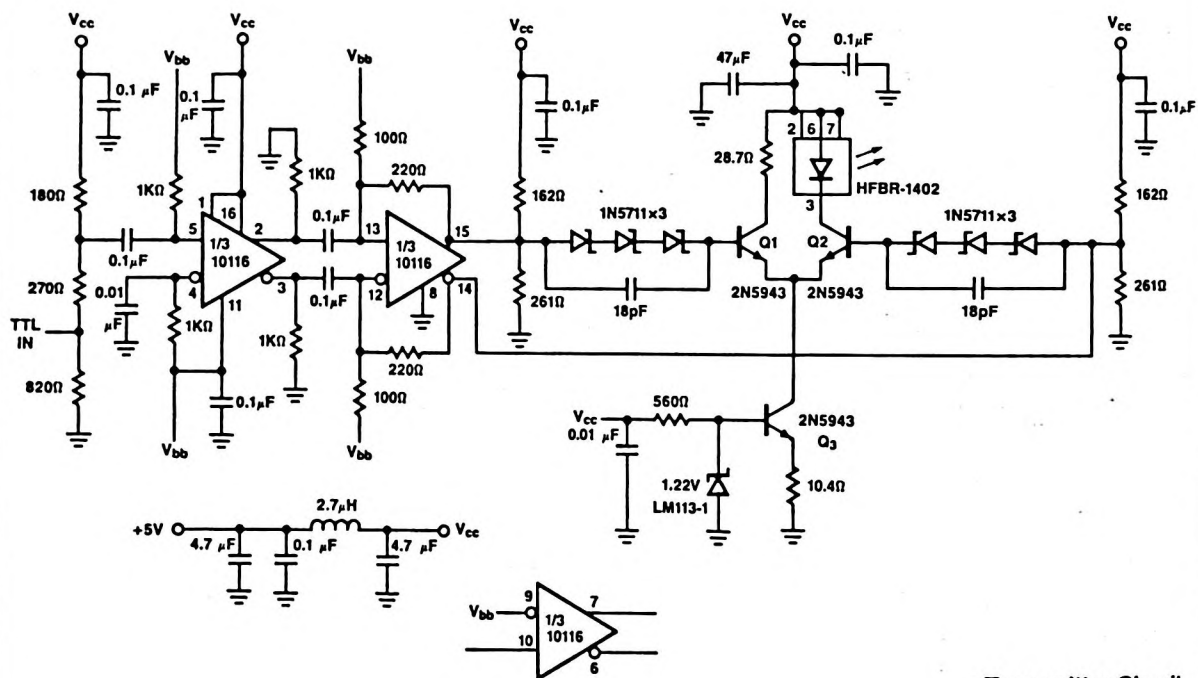 Vcc
Vcc
Vcc
Vcc
Vcc
Vbb
Vbb
0.1 μF
0.1
μF
47μF
0.1μF
0.1μF
0.1μF
100Ω
220Ω
2 6 7
28.7Ω
HFBR-1402
180Ω
1KΩ
1
16
1KΩ
0.1μF
162Ω
162Ω
3
1N5711×3
1N5711×3
5
1/3
10116
2
13
1/3
10116
15
Q1
Q2
0.1μF
4
3
12
8
14
270Ω
0.01
μF
11
0.1μF
261Ω
18pF
2N5943
2N5943
18pF
261Ω
TTL
IN
1KΩ
1KΩ
220Ω
820Ω
0.1μF
100Ω
Vbb
Vbb
Vcc
0.01 μF
560Ω
2N5943
Q3
1.22V
LM113-1
10.4Ω
2.7μH
+5V
Vcc
4.7 μF
0.1 μF
4.7 μF
Vbb
9
7
1/3
10116
10
6